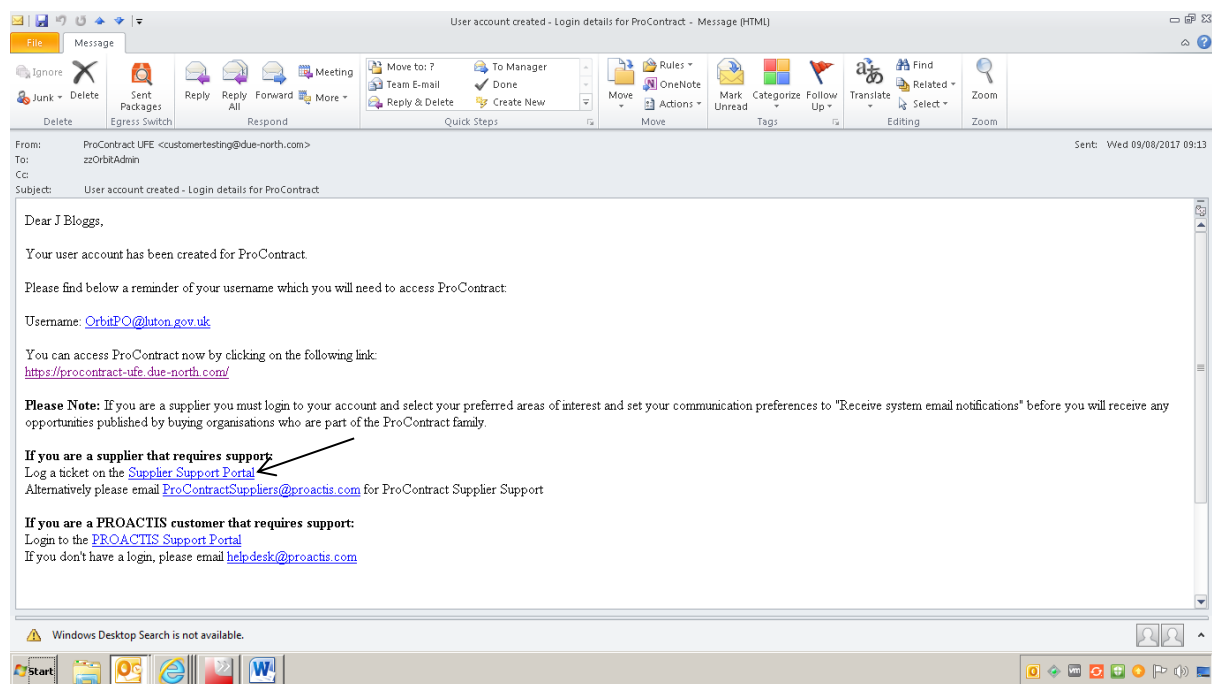 User account created - Login details for ProContract - Message (HTML)
File Message
Ignore Meeting Move to: ? To Manager Rules Find
Team E-mail Done OneNote Related
Junk Delete Sent Packages Reply Reply All Forward More Reply & Delete Create New Move Actions Mark Unread Categorize Follow Up Translate Select Zoom
Delete Egress Switch Respond Quick Steps Move Tags Editing Zoom
From: ProContract UFE <customertesting@due-north.com> Sent: Wed 09/08/2017 09:13
To: zzOrbitAdmin
Cc:
Subject: User account created - Login details for ProContract
Dear J Bloggs,
Your user account has been created for ProContract.
Please find below a reminder of your username which you will need to access ProContract:
Username: OrbitPO@luton.gov.uk
You can access ProContract now by clicking on the following link:
https://procontract-ufe.due-north.com/
Please Note: If you are a supplier you must login to your account and select your preferred areas of interest and set your communication preferences to "Receive system email notifications" before you will receive any
opportunities published by buying organisations who are part of the ProContract family.
If you are a supplier that requires support:
Log a ticket on the Supplier Support Portal
Alternatively please email ProContractSuppliers@proactis.com for ProContract Supplier Support
If you are a PROACTIS customer that requires support:
Login to the PROACTIS Support Portal
If you don't have a login, please email helpdesk@proactis.com
Windows Desktop Search is not available.
Start